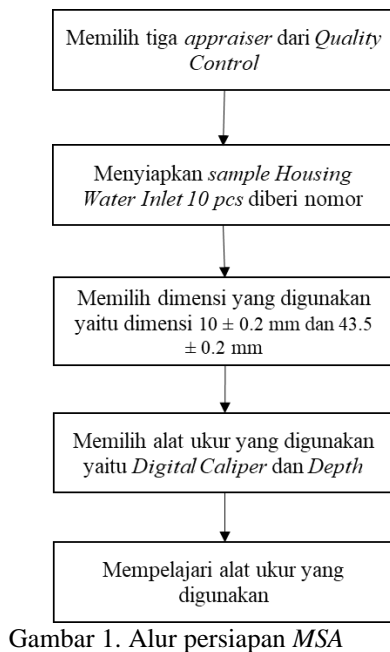 Memilih tiga appraiser dari Quality
Control
Menyiapkan sample Housing
Water Inlet 10 pcs diberi nomor
Memilih dimensi yang digunakan
yaitu dimensi 10 ± 0.2 mm dan 43.5
± 0.2 mm
Memilih alat ukur yang digunakan
yaitu Digital Caliper dan Depth
Mempelajari alat ukur yang
digunakan
Gambar 1. Alur persiapan MSA